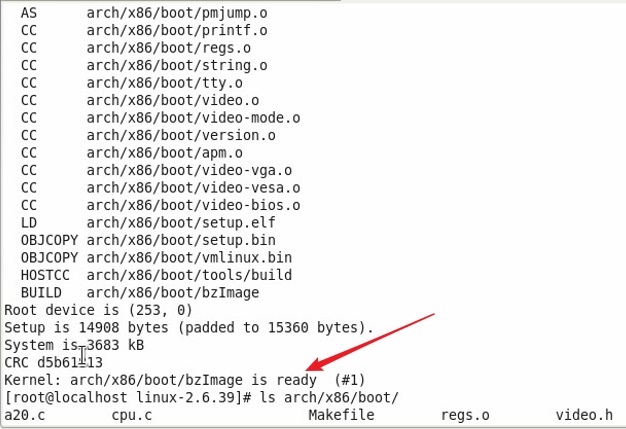 AS      arch/x86/boot/pmjump.o
CC      arch/x86/boot/printf.o
CC      arch/x86/boot/regs.o
CC      arch/x86/boot/string.o
CC      arch/x86/boot/tty.o
CC      arch/x86/boot/video.o
CC      arch/x86/boot/video-mode.o
CC      arch/x86/boot/version.o
CC      arch/x86/boot/apm.o
CC      arch/x86/boot/video-vga.o
CC      arch/x86/boot/video-vesa.o
CC      arch/x86/boot/video-bios.o
LD      arch/x86/boot/setup.elf
OBJCOPY arch/x86/boot/setup.bin
OBJCOPY arch/x86/boot/vmlinux.bin
HOSTCC  arch/x86/boot/tools/build
BUILD   arch/x86/boot/bzImage
Root device is (253, 0)
Setup is 14908 bytes (padded to 15360 bytes).
System is 3683 kB
CRC
Kernel: arch/x86/boot/bzImage is ready  (#1)
[root@localhost linux-2.6.39]# ls arch/x86/boot/
a20.c        cpu.c                   Makefile        regs.o        video.h